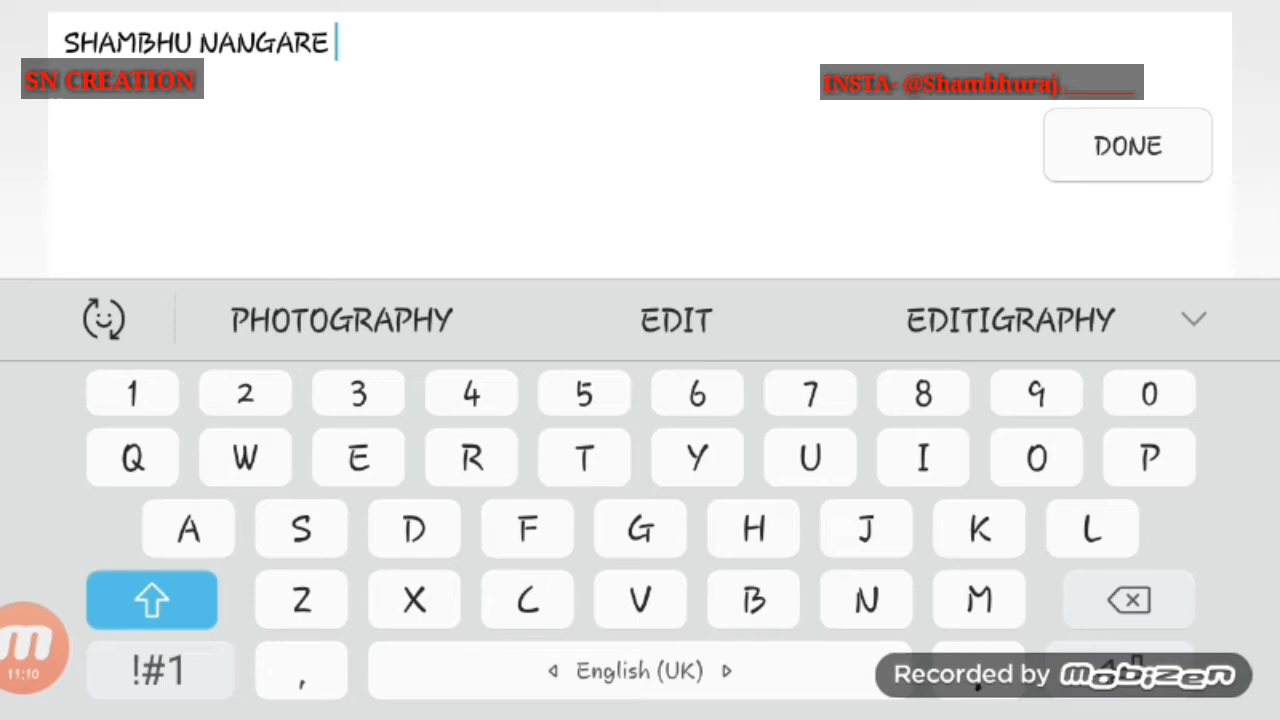 SHAMBHU NANGARE
SN CREATION
INSTA- @Shambhuraj._______
DONE
PHOTOGRAPHY EDIT EDITIGRAPHY
1 2 3 4 5 6 7 8 9 0
Q W E R T Y U I O P
A S D F G H J K L
Z X C V B N M
!#1 , English (UK) .
11:10
Recorded by mobizen